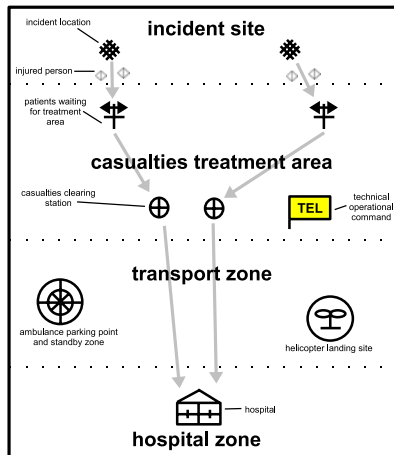 incident location
incident site
injured person
patients waiting
for treatment
area
casualties treatment area
casualties clearing
station
TEL
technical
operational
command
transport zone
ambulance parking point
and standby zone
helicopter landing site
hospital
hospital zone